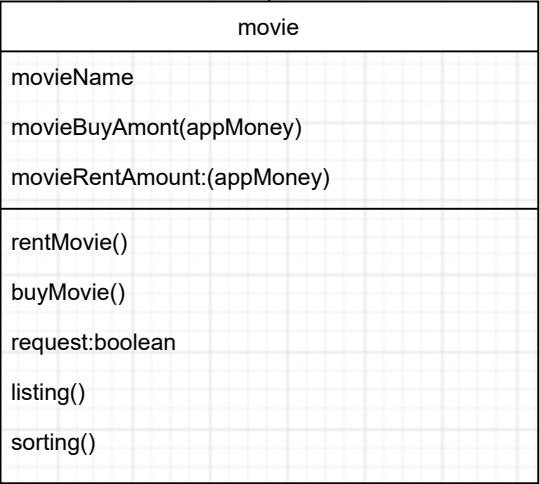 movie
movieName
movieBuyAmont(appMoney)
movieRentAmount:(appMoney)
rentMovie()
buyMovie()
request:boolean
listing()
sorting()